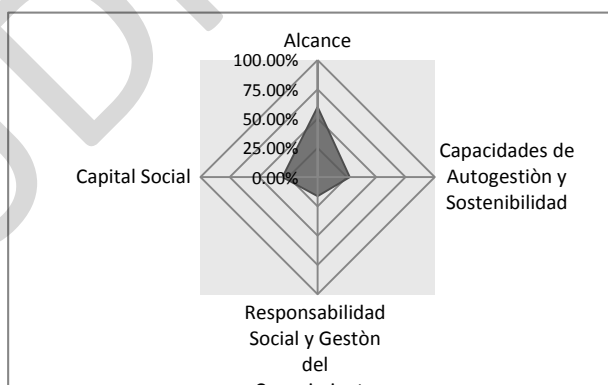 Alcance
100.00%
75.00%
50.00%
25.00%
0.00%
Capital Social
Capacidades de
Autogestiòn y
Sostenibilidad
Responsabilidad
Social y Gestòn
del